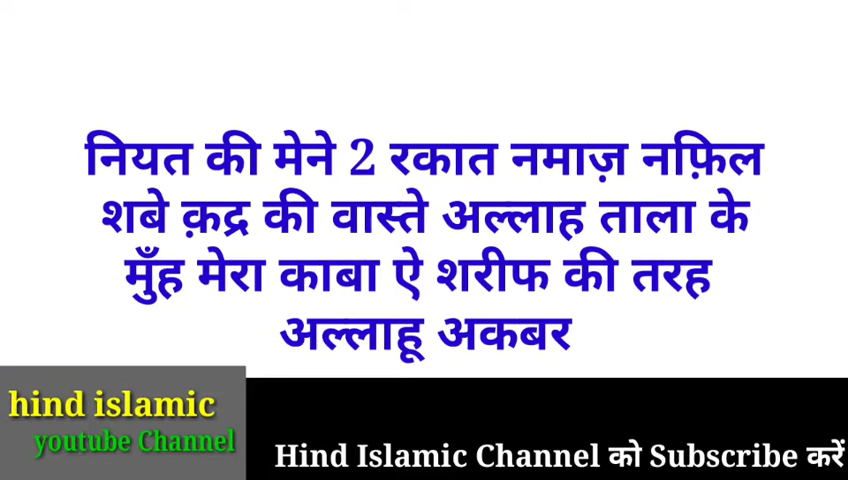 नियत की मेने 2 रकात नमाज़ नफ़िल
शबे क़द्र की वास्ते अल्लाह ताला के
मुँह मेरा काबा ऐ शरीफ की तरह
अल्लाहू अकबर
hind islamic
youtube Channel
Hind Islamic Channel को Subscribe करें